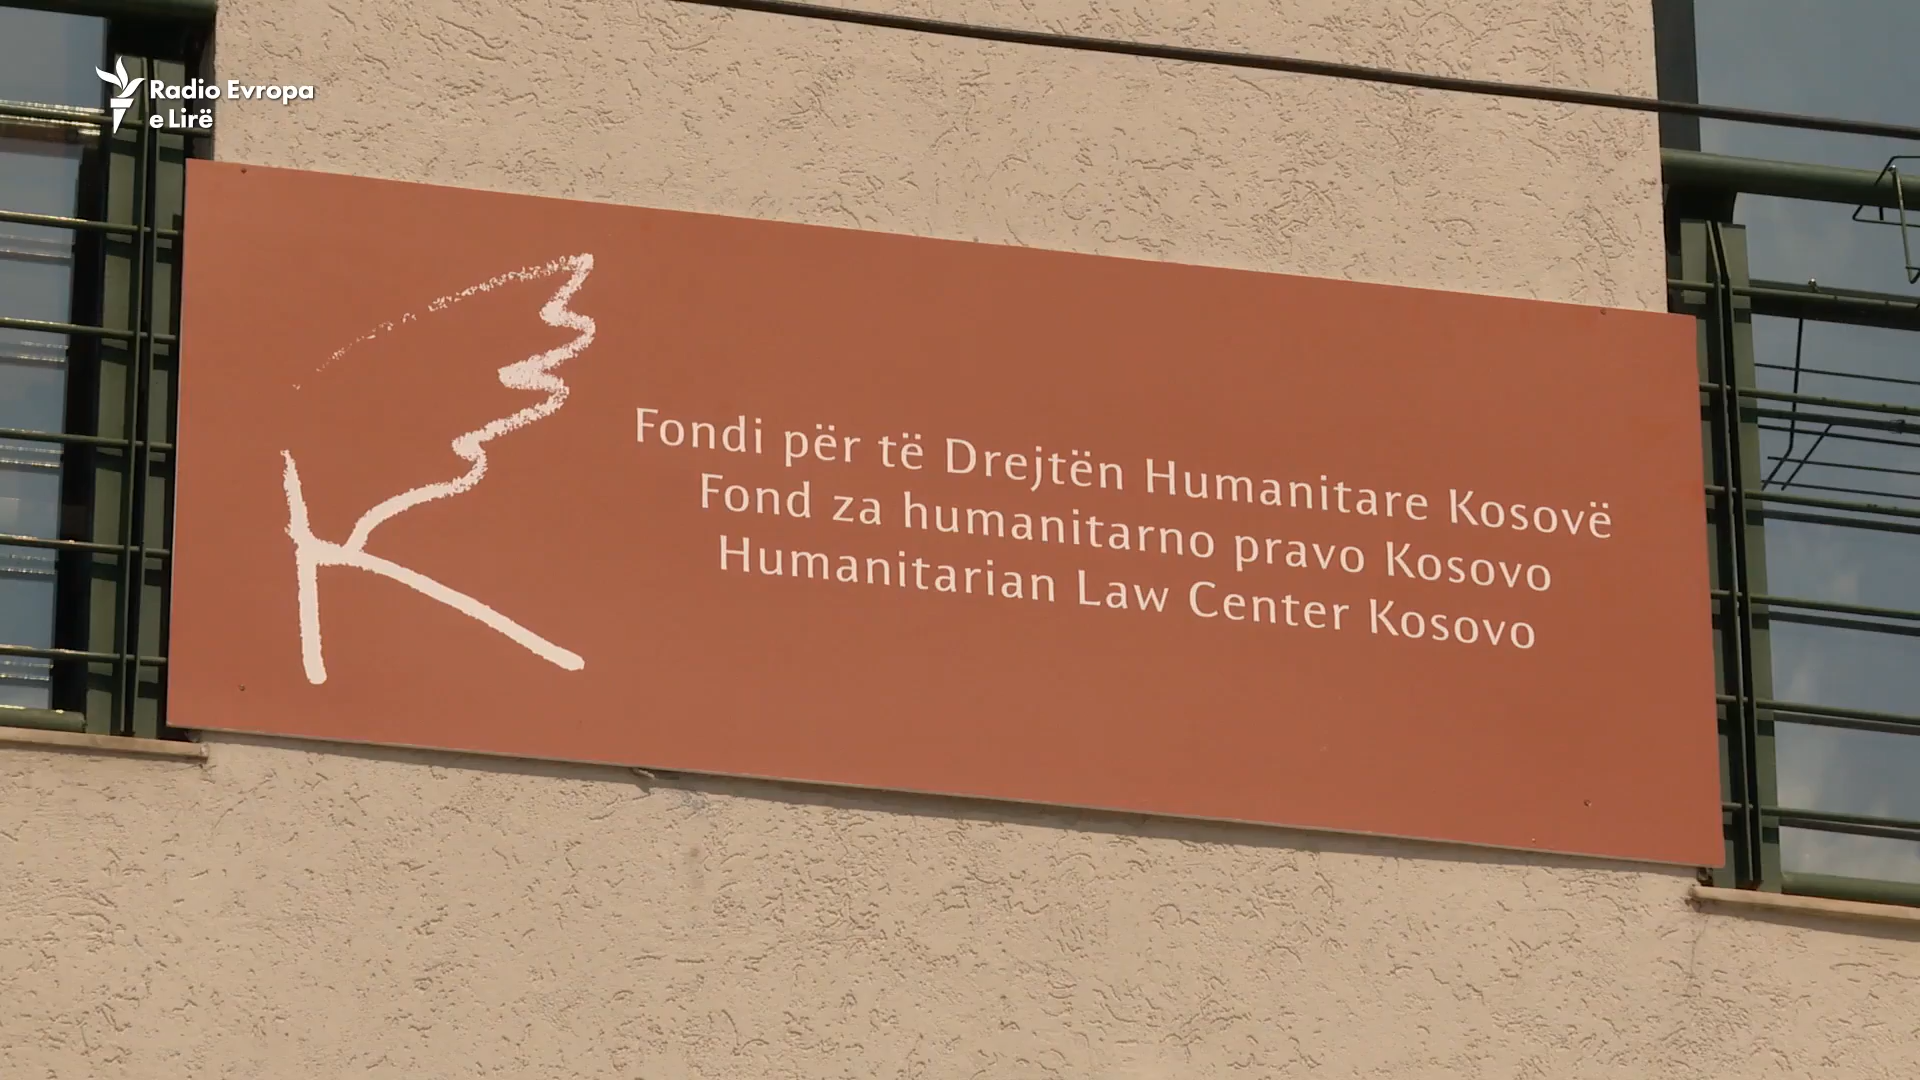 Radio Evropa
e Lirë
Fondi për të Drejtën Humanitare Kosovë
Fond za humanitarno pravo Kosovo
Humanitarian Law Center Kosovo